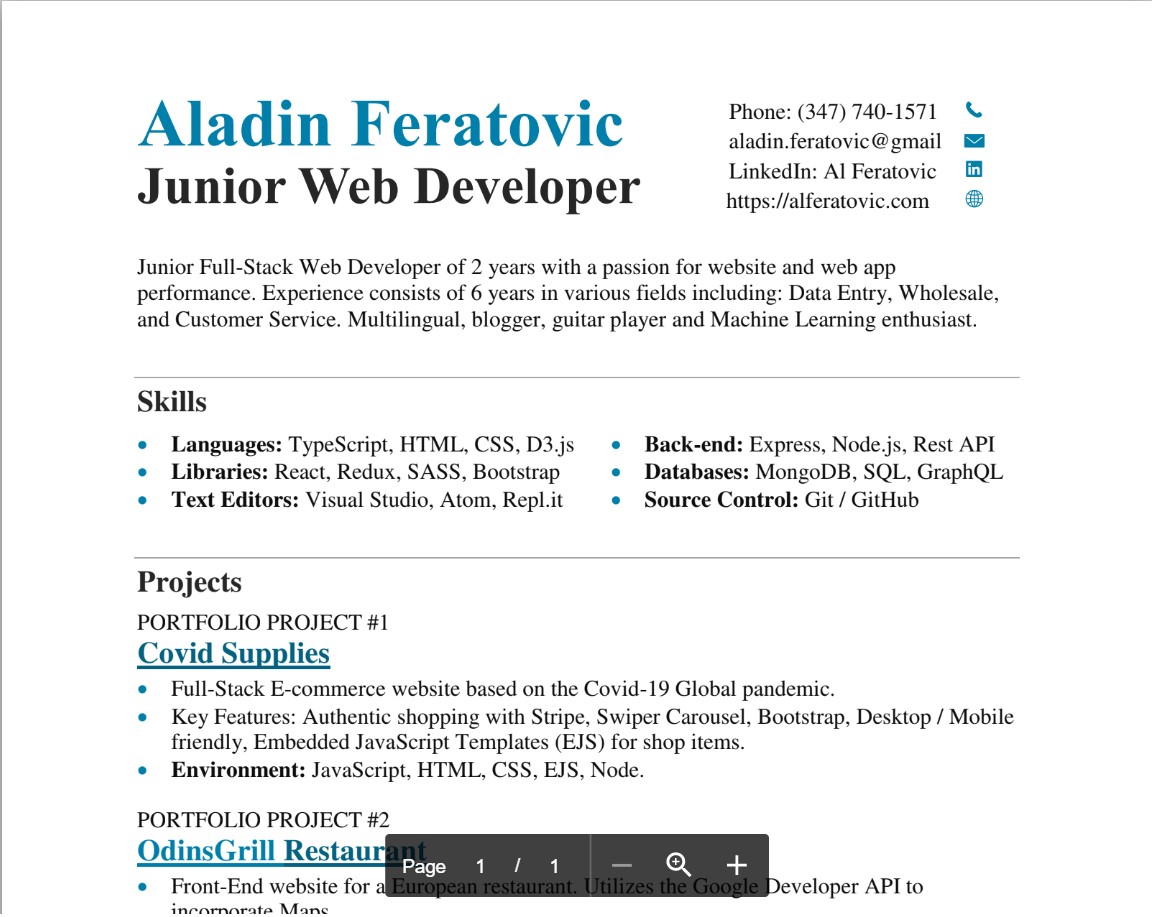 Aladin Feratovic
Junior Web Developer
Phone: (347) 740-1571
aladin.feratovic@gmail
LinkedIn: Al Feratovic
https://alferatovic.com
Junior Full-Stack Web Developer of 2 years with a passion for website and web app
performance. Experience consists of 6 years in various fields including: Data Entry, Wholesale,
and Customer Service. Multilingual, blogger, guitar player and Machine Learning enthusiast.
Skills
• Languages: TypeScript, HTML, CSS, D3.js
• Libraries: React, Redux, SASS, Bootstrap
• Text Editors: Visual Studio, Atom, Repl.it
• Back-end: Express, Node.js, Rest API
• Databases: MongoDB, SQL, GraphQL
• Source Control: Git / GitHub
Projects
PORTFOLIO PROJECT #1
Covid Supplies
• Full-Stack E-commerce website based on the Covid-19 Global pandemic.
• Key Features: Authentic shopping with Stripe, Swiper Carousel, Bootstrap, Desktop / Mobile
friendly, Embedded JavaScript Templates (EJS) for shop items.
• Environment: JavaScript, HTML, CSS, EJS, Node.
PORTFOLIO PROJECT #2
OdinsGrill Restaurant
Page 1 / 1
• Front-End website for a European restaurant. Utilizes the Google Developer API to
incorporate Maps